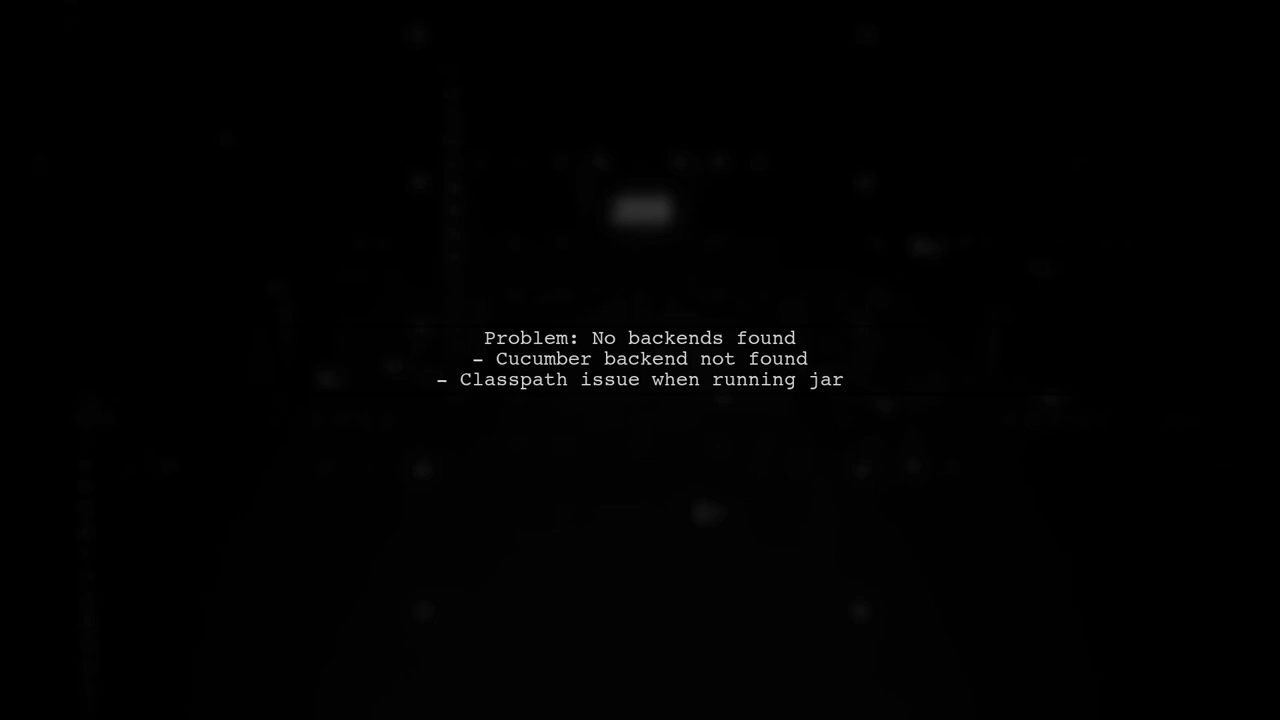 Problem: No backends found
- Cucumber backend not found
- Classpath issue when running jar